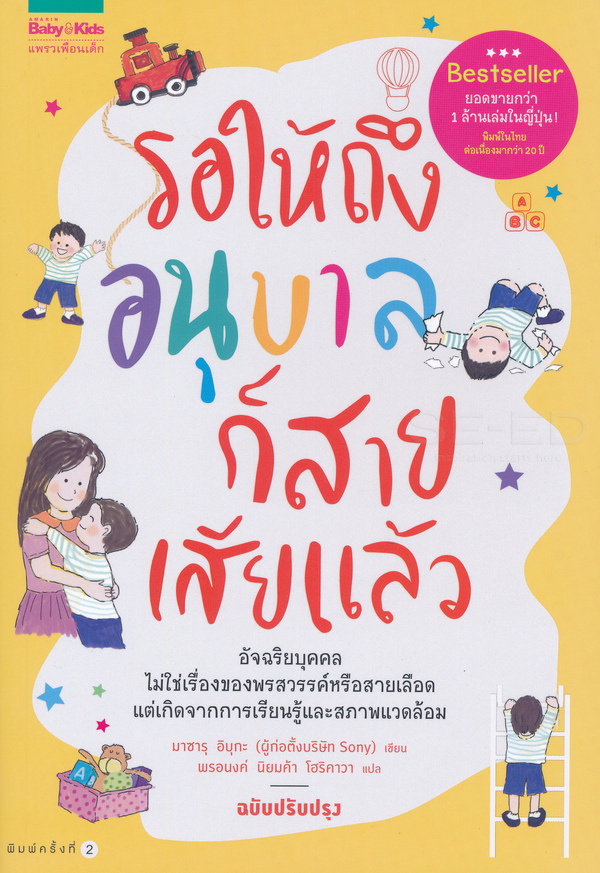 AMARIN
Baby & Kids
แพรวเพื่อนเด็ก
Bestseller
ยอดขายกว่า
1 ล้านเล่มในญี่ปุ่น!
พิมพ์ในไทย
ต่อเนื่องมากว่า 20 ปี
รอให้ถึง
A
B C
อนุบาล
ก็สาย
SE-ED
เสียแล้ว
อัจฉริยบุคคล
ไม่ใช่เรื่องของพรสวรรค์หรือสายเลือด
แต่เกิดจากการเรียนรู้และสภาพแวดล้อม
มาซารุ อิบุกะ (ผู้ก่อตั้งบริษัท Sony) เขียน
พรอนงค์ นิยมค้า โฮริคาวา แปล
A B
ฉบับปรับปรุง
พิมพ์ครั้งที่ 2